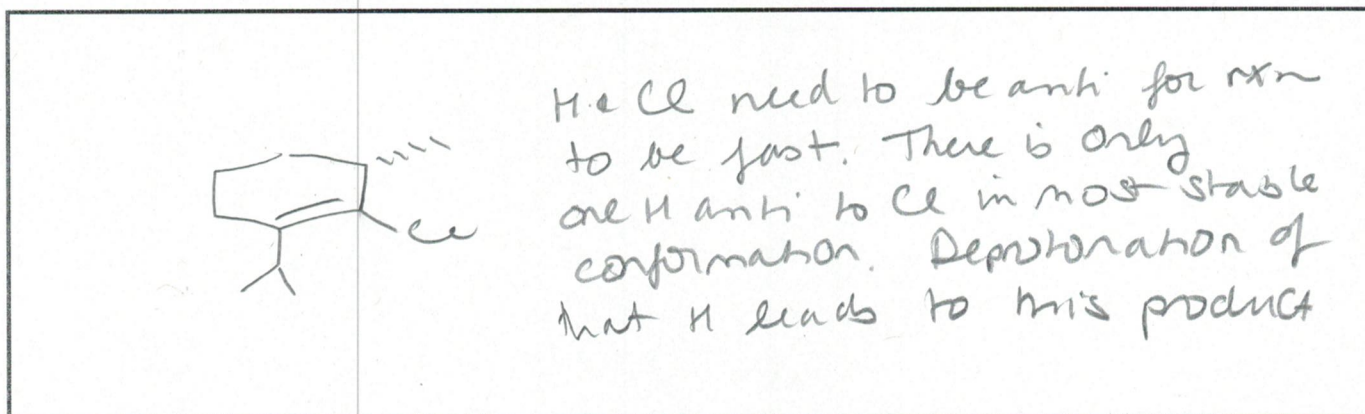 H & Cl need to be anti for rxn
to be fast. There is only
one H anti to Cl in most stable
Cl
conformation. Deprotonation of
that H leads to this product